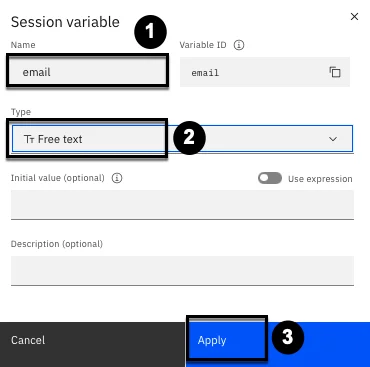 Session variable
1
Name
Variable ID
email
email
Type
Tт Free text
2
Initial value (optional)
Use expression
Description (optional)
Cancel
Apply
3